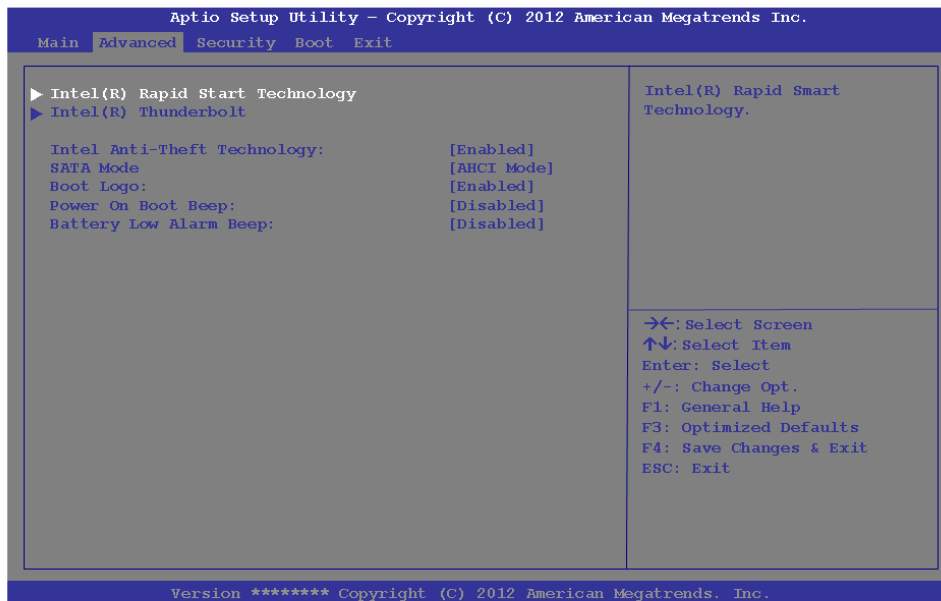 Aptio Setup Utility – Copyright (C) 2012 American Megatrends Inc.
Main Advanced Security Boot Exit
▶ Intel(R) Rapid Start Technology
▶ Intel(R) Thunderbolt
Intel Anti-Theft Technology: [Enabled]
SATA Mode [AHCI Mode]
Boot Logo: [Enabled]
Power On Boot Beep: [Disabled]
Battery Low Alarm Beep: [Disabled]
Intel(R) Rapid Smart
Technology.
→←: Select Screen
↑↓: Select Item
Enter: Select
+/-: Change Opt.
F1: General Help
F3: Optimized Defaults
F4: Save Changes & Exit
ESC: Exit
Version ******** Copyright (C) 2012 American Megatrends. Inc.